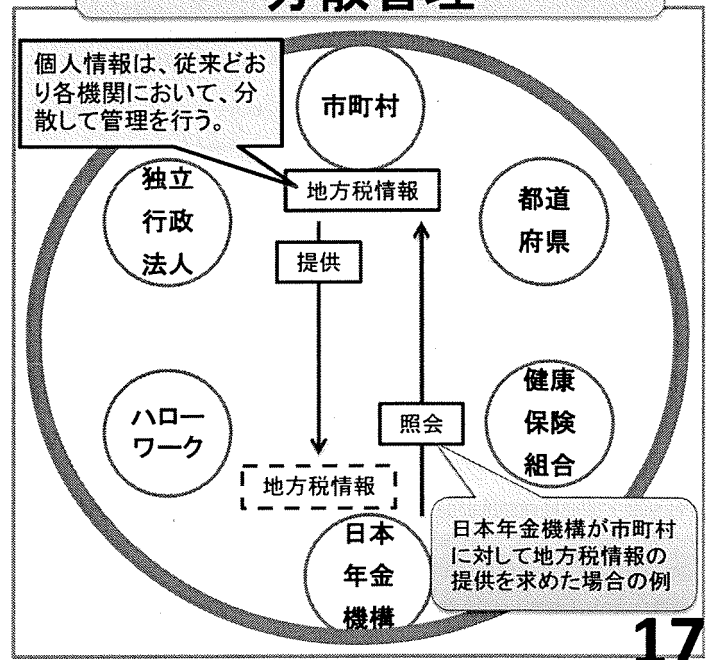 分散管理
個人情報は、従来どお
り各機関において、分
散して管理を行う。
市町村
地方税情報
独立
行政
法人
都道
府県
提供
ハロー
ワーク
照会
健康
保険
組合
地方税情報
日本
年金
機構
日本年金機構が市町村
に対して地方税情報の
提供を求めた場合の例
17